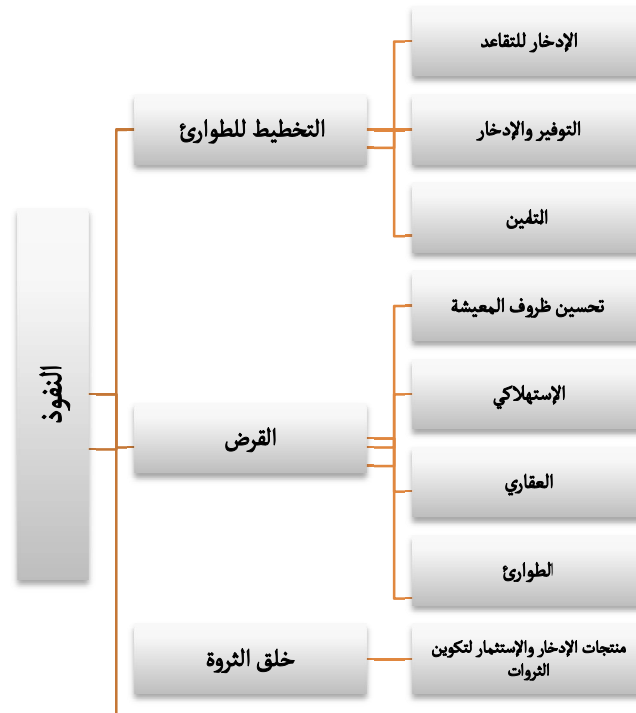 النفوذ
التخطيط للطوارئ
الإدخار للتقاعد
التوفير والإدخار
التامين
القرض
تحسين ظروف المعيشة
الإستهلاكي
العقاري
الطوارئ
خلق الثروة
منتجات الإدخار والإستثمار لتكوين
الثروات